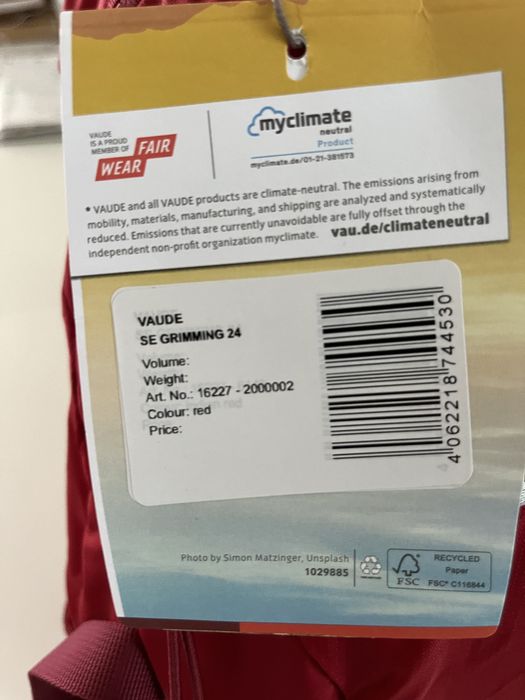 VAUDE
IS A PROUD
MEMBER OF
FAIR
WEAR
myclimate
neutral
Product
myclimate.de/01-21-381573
• VAUDE and all VAUDE products are climate-neutral. The emissions arising from
mobility, materials, manufacturing, and shipping are analyzed and systematically
reduced. Emissions that are currently unavoidable are fully offset through the
independent non-profit organization myclimate. vau.de/climateneutral
VAUDE
SE GRIMMING 24
Volume:
Weight:
Art. No.: 16227 - 2000002
Colour: red
Price:
4 062218 744530
Photo by Simon Matzinger, Unsplash
1029885
FSC
RECYCLED
Paper
FSC® C116844